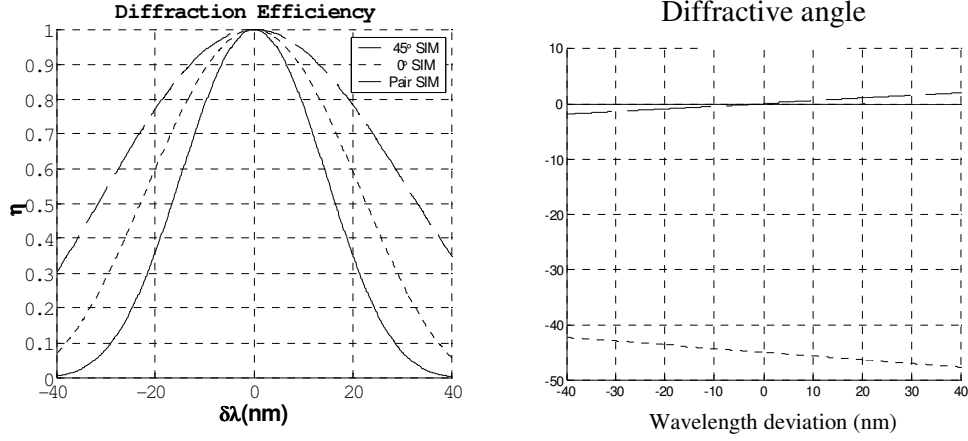 Diffraction Efficiency
1
0.9
0.8
0.7
0.6
0.5
0.4
0.3
0.2
0.1
0
η
45° SIM
0° SIM
Pair SIM
−40 −20 0 20 40
δλ(nm)
Diffractive angle
10
0
-10
-20
-30
-40
-50
-40 -30 -20 -10 0 10 20 30 40
Wavelength deviation (nm)